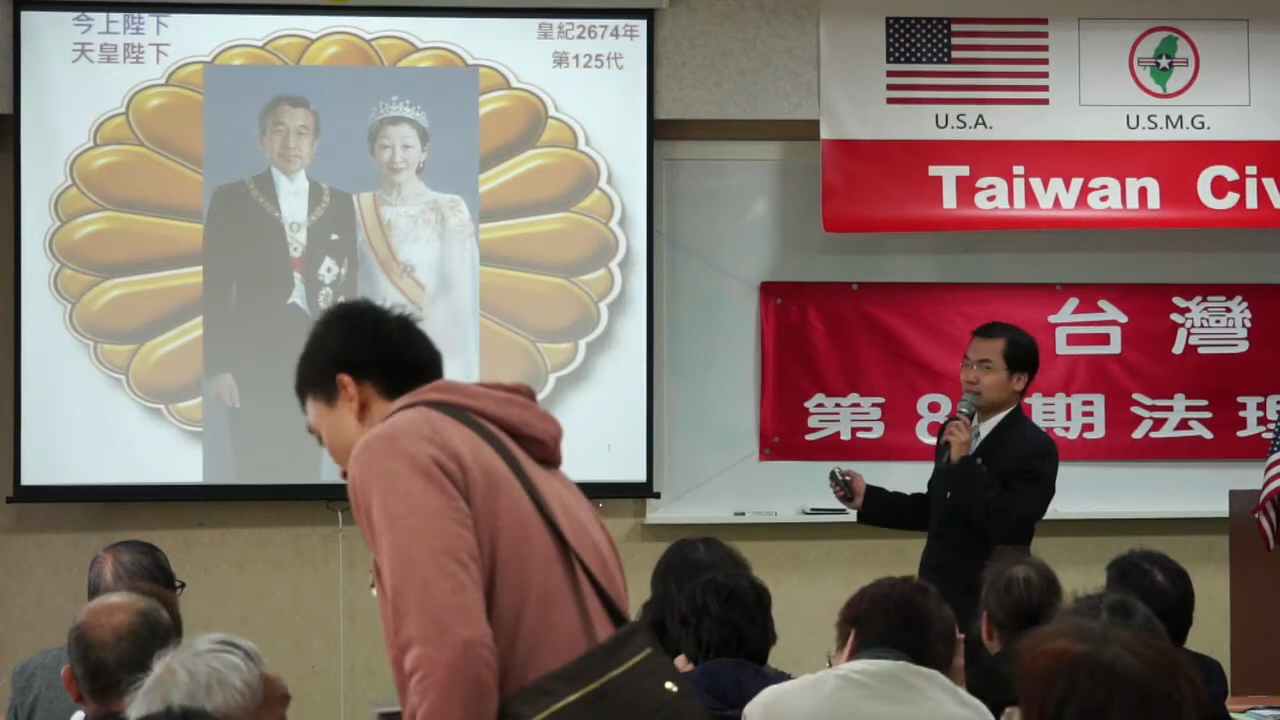 今上陛下
天皇陛下
皇紀2674年
第125代
U.S.A.
U.S.M.G.
Taiwan Civ
台灣
第8 期法理